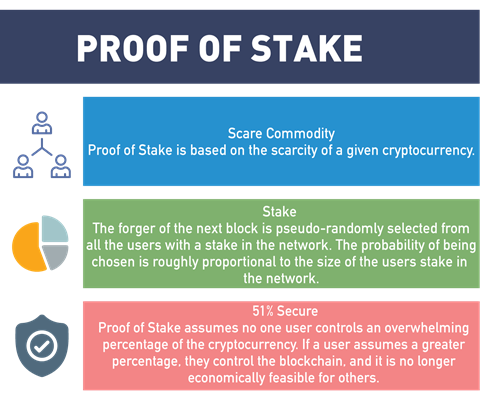 PROOF OF STAKE
Scare Commodity
Proof of Stake is based on the scarcity of a given cryptocurrency.
Stake
The forger of the next block is pseudo-randomly selected from
all the users with a stake in the network. The probability of being
chosen is roughly proportional to the size of the users stake in
the network.
51% Secure
Proof of Stake assumes no one user controls an overwhelming
percentage of the cryptocurrency. If a user assumes a greater
percentage, they control the blockchain, and it is no longer
economically feasible for others.